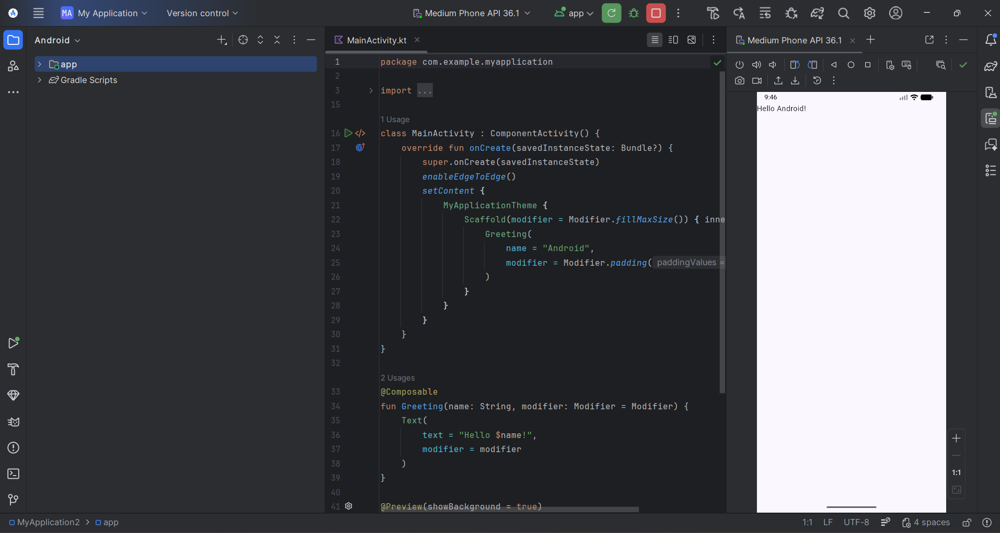 MA My Application
Version control
Medium Phone API 36.1
app
Android
MainActivity.kt
Medium Phone API 36.1
app
Gradle Scripts
1 package com.example.myapplication
2
3 import ...
15
1 Usage
16 class MainActivity : ComponentActivity() {
17 override fun onCreate(savedInstanceState: Bundle?) {
18 super.onCreate(savedInstanceState)
19 enableEdgeToEdge()
20 setContent {
21 MyApplicationTheme {
22 Scaffold(modifier = Modifier.fillMaxSize()) { inne
23 Greeting(
24 name = "Android",
25 modifier = Modifier.padding( paddingValues =
26 )
27 }
28 }
29 }
30 }
31 }
32
2 Usages
33 @Composable
34 fun Greeting(name: String, modifier: Modifier = Modifier) {
35 Text(
36 text = "Hello $name!",
37 modifier = modifier
38 )
39 }
40
41 @Preview(showBackground = true)
9:46
Hello Android!
1:1
MyApplication2 > app
1:1 LF UTF-8 4 spaces